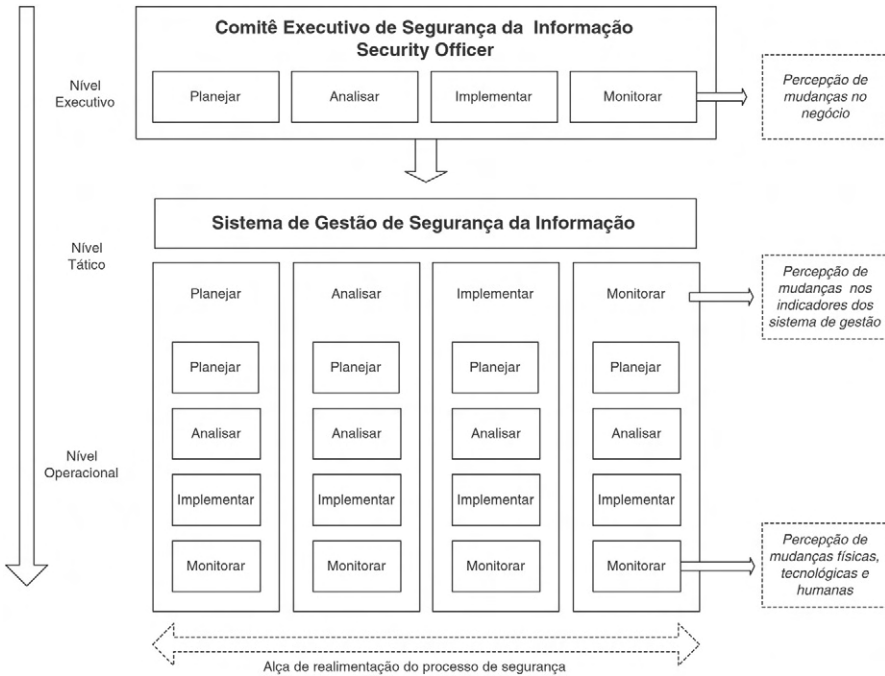 Comitê Executivo de Segurança da Informação
Security Officer
Nível
Executivo
Planejar
Analisar
Implementar
Monitorar
Percepção de
mudanças no
negócio
Sistema de Gestão de Segurança da Informação
Nível
Tático
Planejar
Analisar
Implementar
Monitorar
Percepção de
mudanças nos
indicadores dos
sistema de gestão
Planejar
Planejar
Planejar
Planejar
Analisar
Analisar
Analisar
Analisar
Nível
Operacional
Implementar
Implementar
Implementar
Implementar
Monitorar
Monitorar
Monitorar
Monitorar
Percepção de
mudanças físicas,
tecnológicas e
humanas
Alça de realimentação do processo de segurança